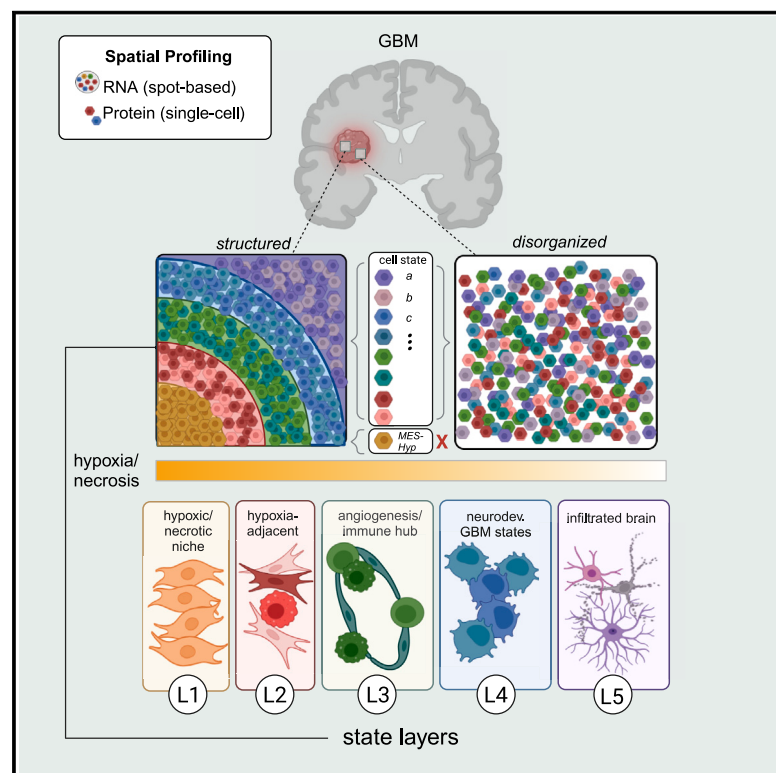 GBM
Spatial Profiling
RNA (spot-based)
Protein (single-cell)
structured
disorganized
cell state
a
b
c
MES-
Hyp
X
hypoxia/
necrosis
hypoxic/
necrotic
niche
hypoxia-
adjacent
angiogenesis/
immune hub
neurodev.
GBM states
infiltrated brain
L1
L2
L3
L4
L5
state layers